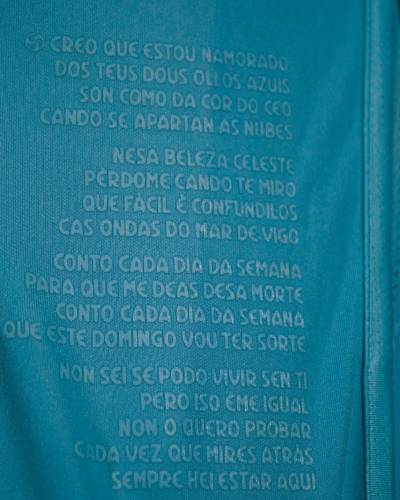 CREO QUE ESTOU NAMORADO
DOS TEUS DOUS OLLOS AZUIS
SON COMO DA COR DO CEO
CANDO SE APARTAN AS NUBES
NESA BELEZA CELESTE
PÉRDOME CANDO TE MIRO
QUE FÁCIL É CONFUNDILOS
CAS ONDAS DO MAR DE VIGO
CONTO CADA DIA DA SEMANA
PARA QUE ME DEAS DESA MORTE
CONTO CADA DIA DA SEMANA
QUE ESTE DOMINGO VOU TER SORTE
NON SEI SE PODO VIVIR SEN TI
PERO ISO ÉME IGUAL
NON O QUERO PROBAR
CADA VEZ QUE MIRES ATRÁS
SEMPRE HEI ESTAR AQUÍ